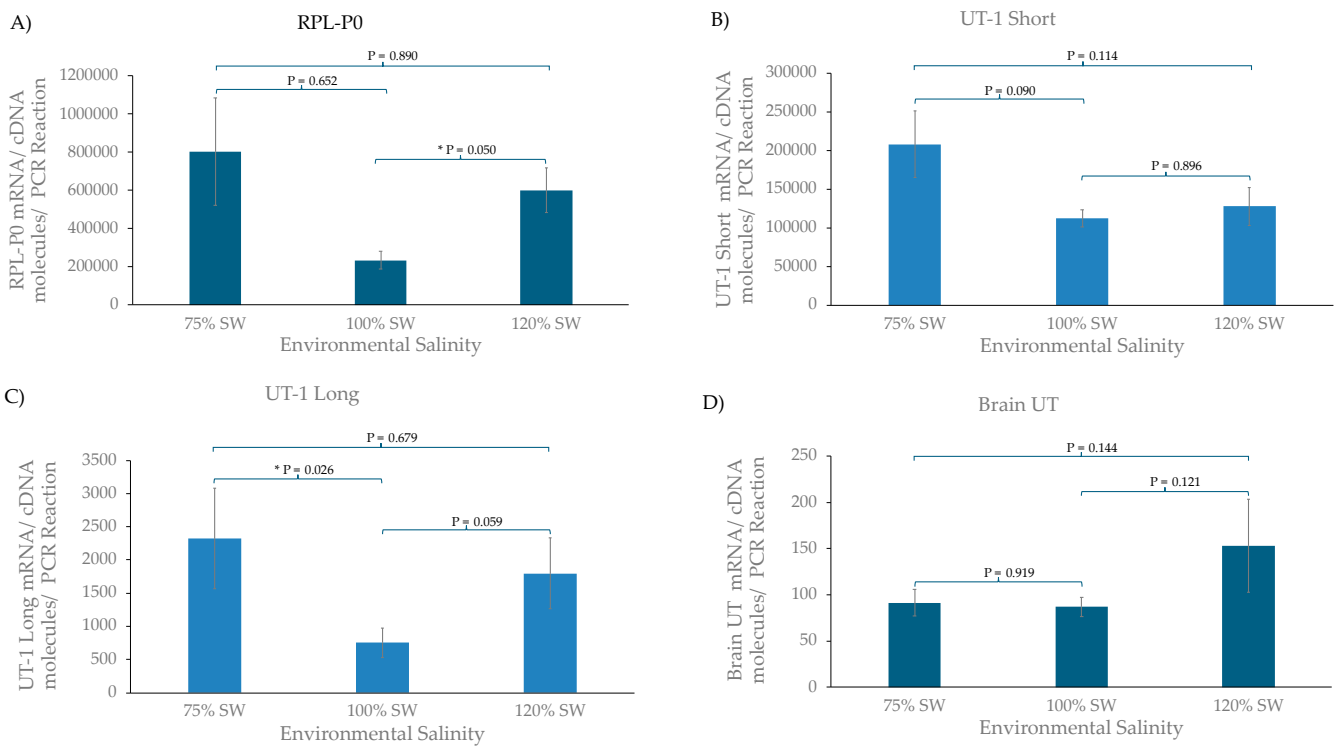 A)
RPL-P0
P = 0.890
P = 0.652
* P = 0.050
RPL-P0 mRNA/ cDNA
molecules/ PCR Reaction
1200000
1000000
800000
600000
400000
200000
0
75% SW
100% SW
120% SW
Environmental Salinity
B)
UT-1 Short
P = 0.114
P = 0.090
P = 0.896
UT-1 Short mRNA/ cDNA
molecules/ PCR Reaction
300000
250000
200000
150000
100000
50000
0
75% SW
100% SW
120% SW
Environmental Salinity
C)
UT-1 Long
P = 0.679
* P = 0.026
P = 0.059
UT-1 Long mRNA/ cDNA
molecules/ PCR Reaction
3500
3000
2500
2000
1500
1000
500
0
75% SW
100% SW
120% SW
Environmental Salinity
D)
Brain UT
P = 0.144
P = 0.121
P = 0.919
Brain UT mRNA/ cDNA
molecules/ PCR Reaction
250
200
150
100
50
0
75% SW
100% SW
120% SW
Environmental Salinity